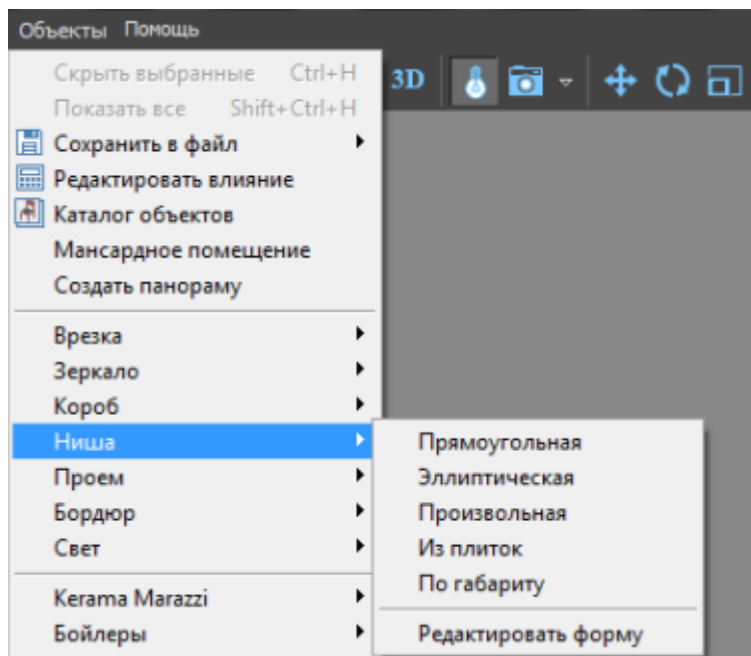 Объекты Помощь
Скрыть выбранные Ctrl+H
3D
Показать все Shift+Ctrl+H
Сохранить в файл
Редактировать влияние
Каталог объектов
Мансардное помещение
Создать панораму
Врезка
Зеркало
Короб
Ниша
Проем
Бордюр
Свет
Kerama Marazzi
Бойлеры
Прямоугольная
Эллиптическая
Произвольная
Из плиток
По габариту
Редактировать форму